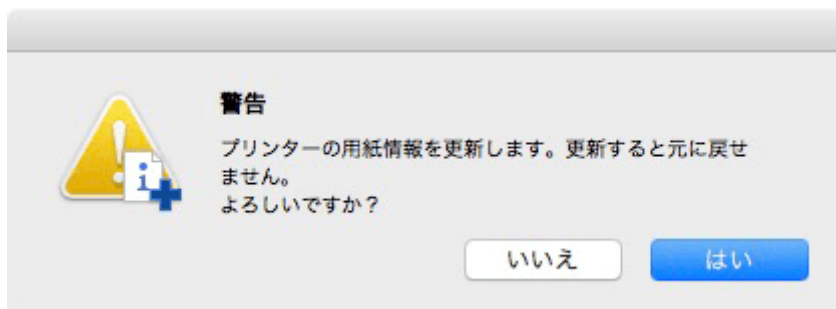 警告
プリンターの用紙情報を更新します。更新すると元に戻せ
ません。
よろしいですか？
いいえ
はい